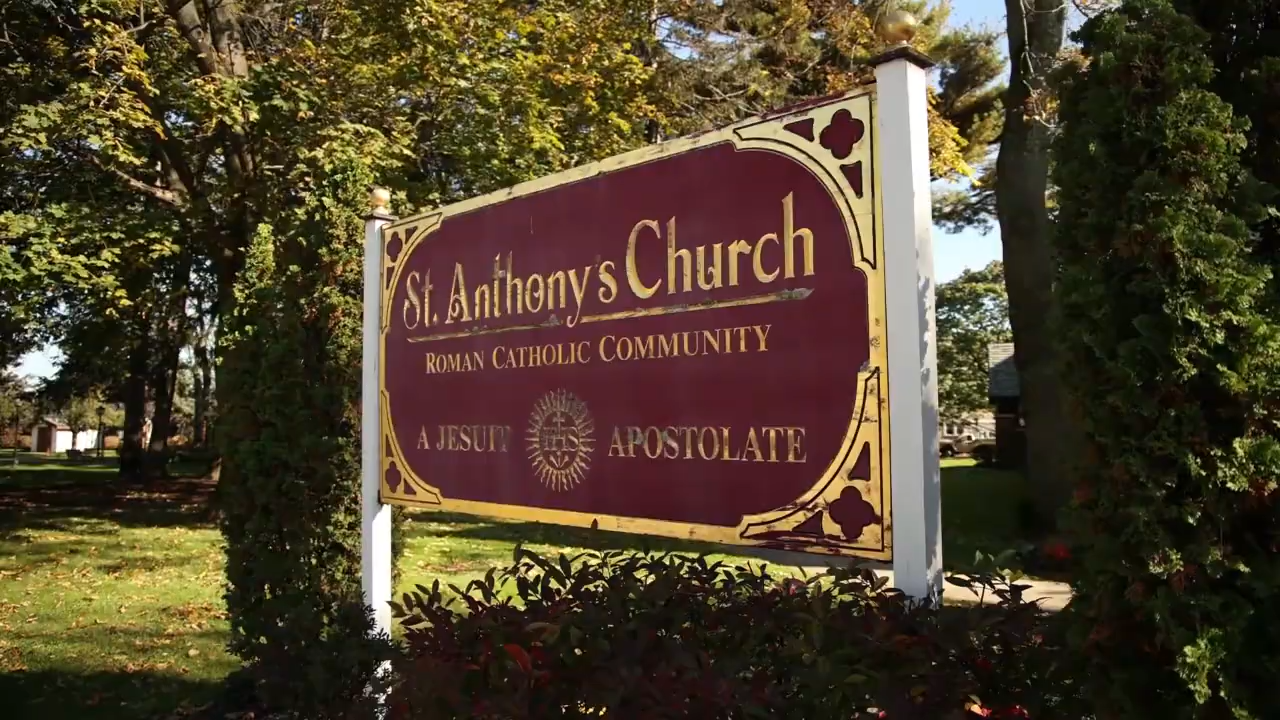 St. Anthony's Church
ROMAN CATHOLIC COMMUNITY
A JESUIT IHS APOSTOLATE